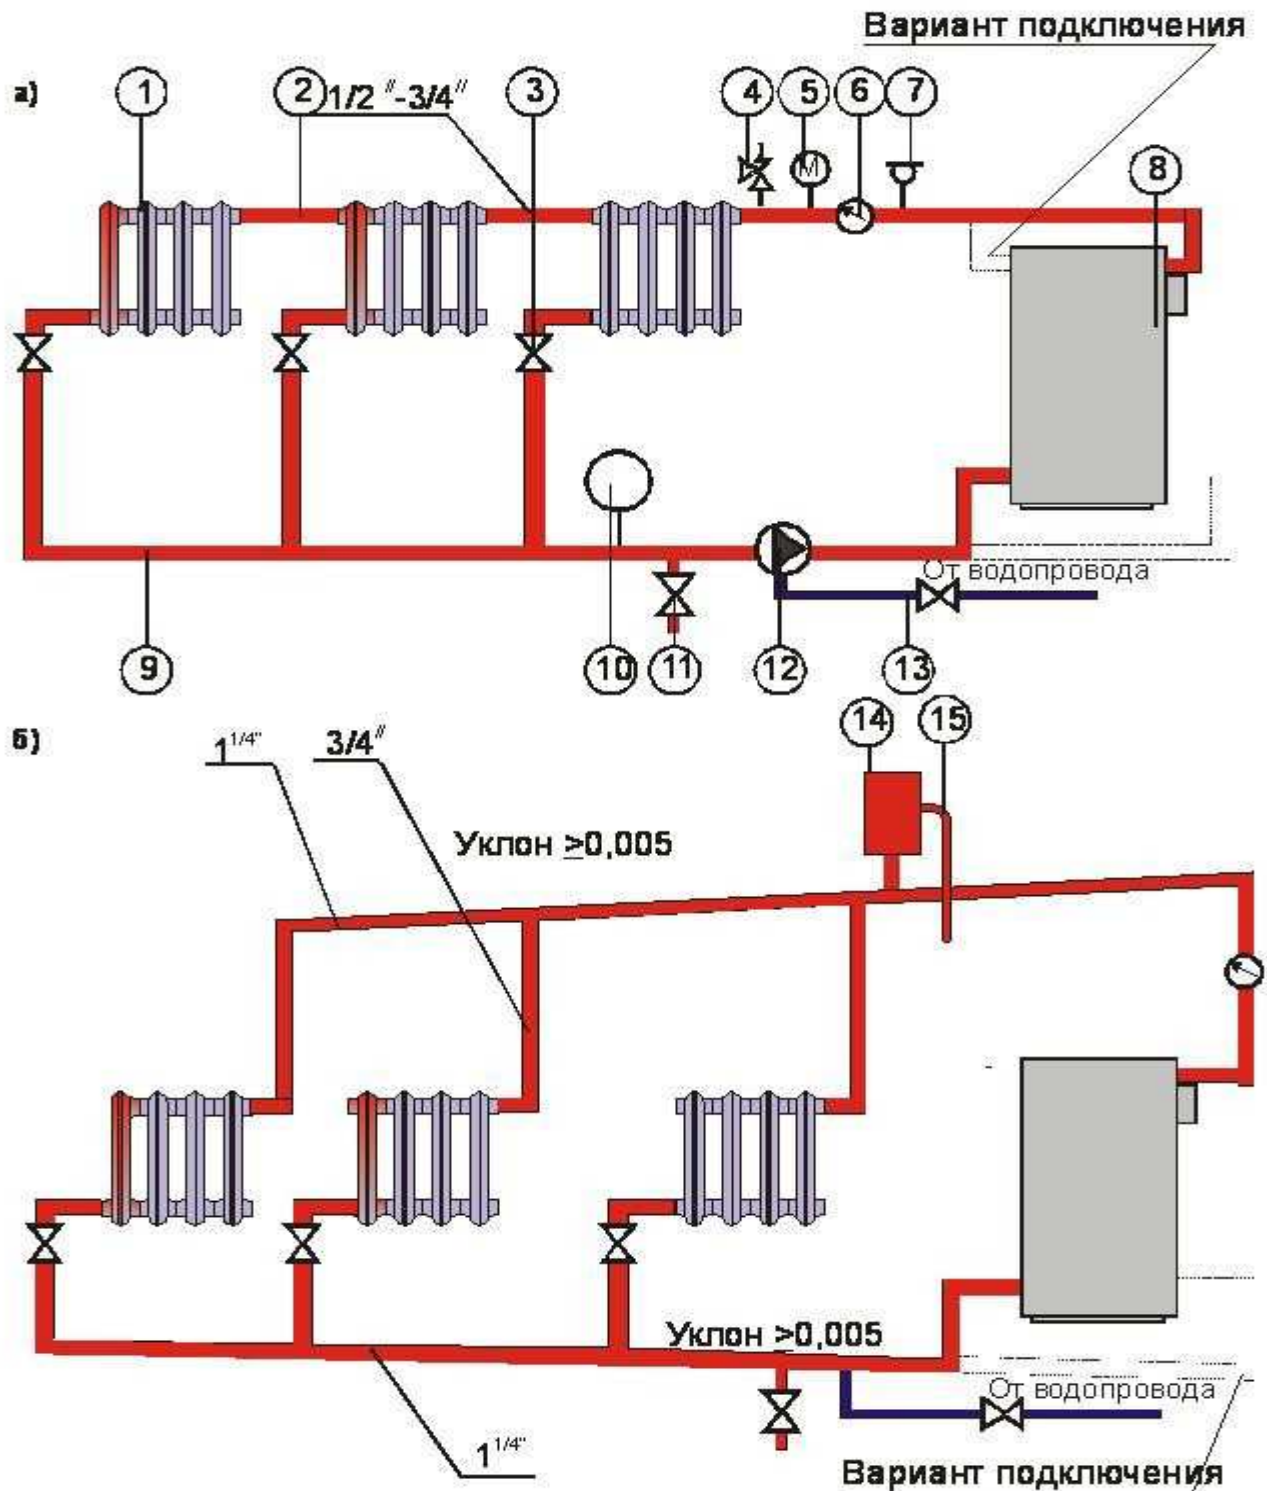 Вариант подключения
а)
1
2
1/2 "-3/4"
3
4
5
6
7
М
8
От водопровода
9
10
11
12
13
б)
1 1/4"
3/4"
14
15
Уклон ≥0,005
Уклон ≥0,005
От водопровода
1 1/4"
Вариант подключения